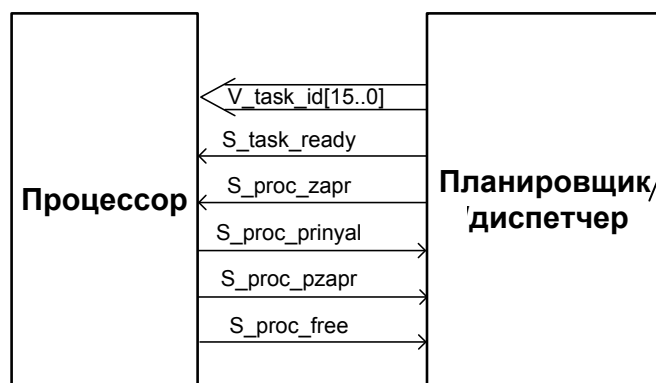 V_task_id[15..0]
S_task_ready
S_proc_zapr
Процессор
Планировщик/
/диспетчер
S_proc_prinyal
S_proc_pzapr
S_proc_free